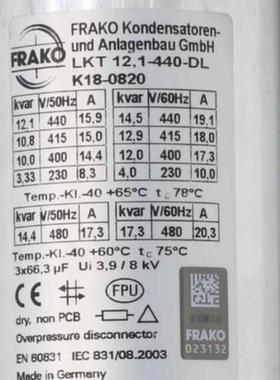 FRAKO
FRAKO Kondensatoren-
und Anlagenbau GmbH
LKT 12,1-440-DL
K18-0820
kvar V/50Hz A kvar V/60Hz A
12,1 440 15,9 14,5 440 19,1
10,8 415 15,0 12,9 415 18,0
10,0 400 14,4 12,0 400 17,3
3,33 230 8,3 4,0 230 10,0
Temp.-Kl.-40 +65°C tc 78°C
kvar V/50Hz A kvar V/60Hz A
14,4 480 17,3 17,3 480 20,3
Temp.-Kl.-40 +60°C tc 75°C
3x66,3 µF Ui 3,9 / 8 kV
CE FPU
dry, non PCB
Overpressure disconnector
EN 60831 IEC 831/08.2003
Made in Germany
FRAKO
023132